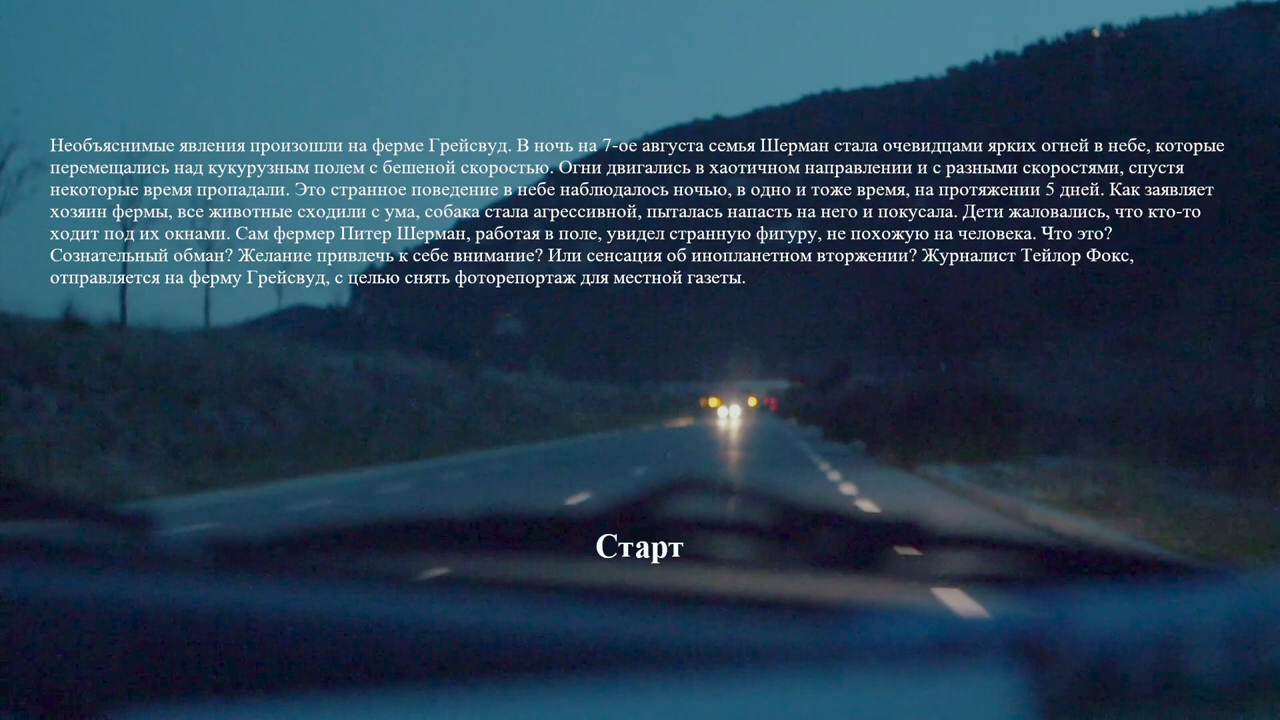 Необъяснимые явления произошли на ферме Грейсвуд. В ночь на 7-ое августа семья Шерман стала очевидцами ярких огней в небе, которые
перемещались над кукурузным полем с бешеной скоростью. Огни двигались в хаотичном направлении и с разными скоростями, спустя
некоторые время пропадали. Это странное поведение в небе наблюдалось ночью, в одно и тоже время, на протяжении 5 дней. Как заявляет
хозяин фермы, все животные сходили с ума, собака стала агрессивной, пыталась напасть на него и покусала. Дети жаловались, что кто-то
ходит под их окнами. Сам фермер Питер Шерман, работая в поле, увидел странную фигуру, не похожую на человека. Что это?
Сознательный обман? Желание привлечь к себе внимание? Или сенсация об инопланетном вторжении? Журналист Тейлор Фокс,
отправляется на ферму Грейсвуд, с целью снять фоторепортаж для местной газеты.
Старт